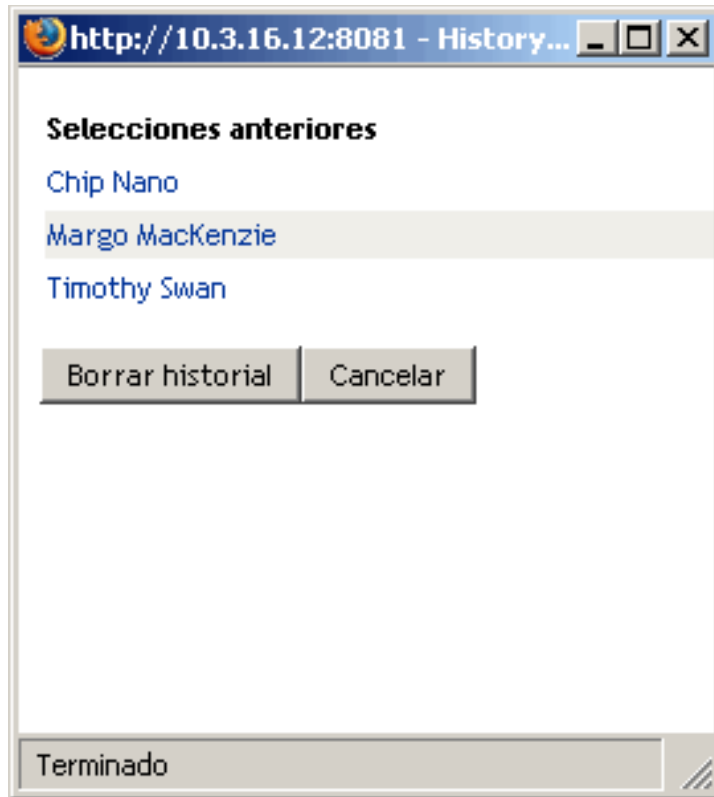 http://10.3.16.12:8081 - History...
Selecciones anteriores
Chip Nano
Margo MacKenzie
Timothy Swan
Borrar historial Cancelar
Terminado